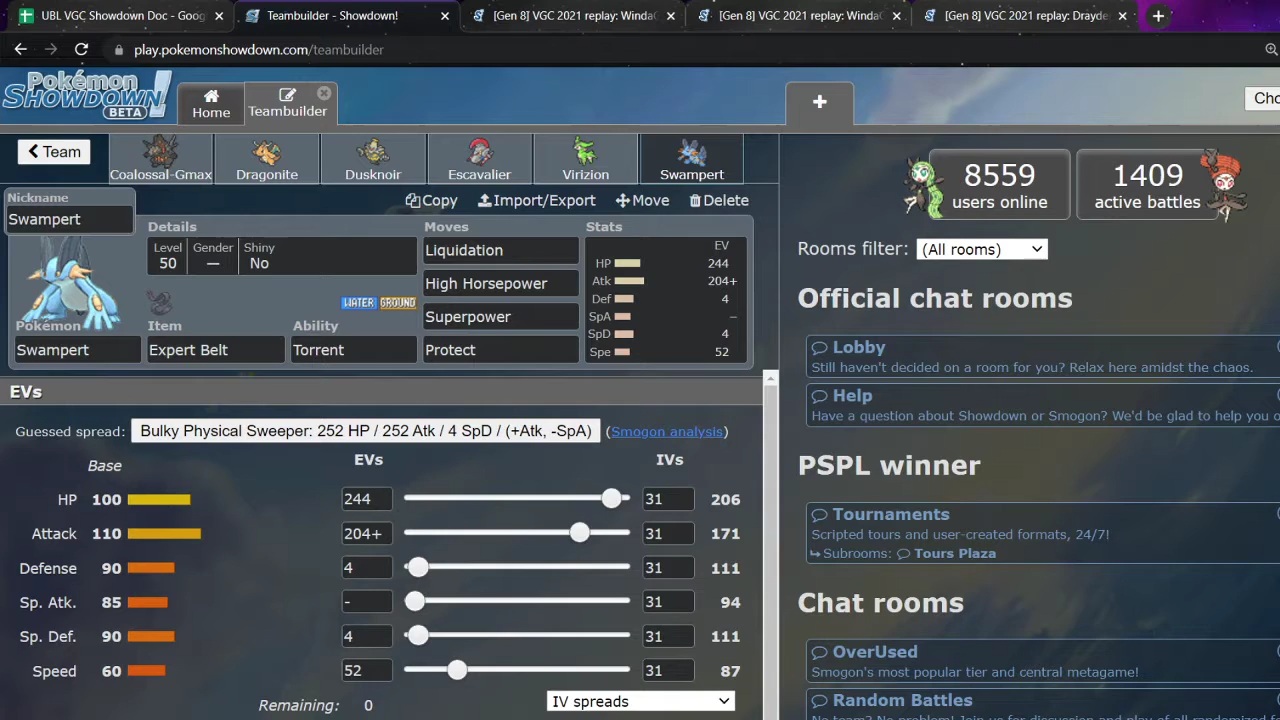 UBL VGC Showdown Doc - Goog
Teambuilder - Showdown!
[Gen 8] VGC 2021 replay: Winda
[Gen 8] VGC 2021 replay: Winda
[Gen 8] VGC 2021 replay: Drayde
play.pokemonshowdown.com/teambuilder
Pokémon
SHOWDOWN!
BETA
Home
Teambuilder
Cho
Team
Coalossal-Gmax
Dragonite
Dusknoir
Escavalier
Virizion
Swampert
Nickname
Swampert
Copy
Import/Export
Move
Delete
Details
Level
50
Gender
—
Shiny
No
WATER GROUND
Pokémon
Swampert
Item
Expert Belt
Ability
Torrent
Moves
Liquidation
High Horsepower
Superpower
Protect
Stats
EV
HP 244
Atk 204+
Def 4
SpA –
SpD 4
Spe 52
EVs
Guessed spread: Bulky Physical Sweeper: 252 HP / 252 Atk / 4 SpD / (+Atk, -SpA) (Smogon analysis)
Base EVs IVs
HP 100 244 31 206
Attack 110 204+ 31 171
Defense 90 4 31 111
Sp. Atk. 85 - 31 94
Sp. Def. 90 4 31 111
Speed 60 52 31 87
Remaining: 0
IV spreads
8559
users online
1409
active battles
Rooms filter: (All rooms)
Official chat rooms
Lobby
Still haven't decided on a room for you? Relax here amidst the chaos.
Help
Have a question about Showdown or Smogon? We'd be glad to help you o
PSPL winner
Tournaments
Scripted tours and user-created formats, 24/7!
Subrooms: Tours Plaza
Chat rooms
OverUsed
Smogon's most popular tier and central metagame!
Random Battles